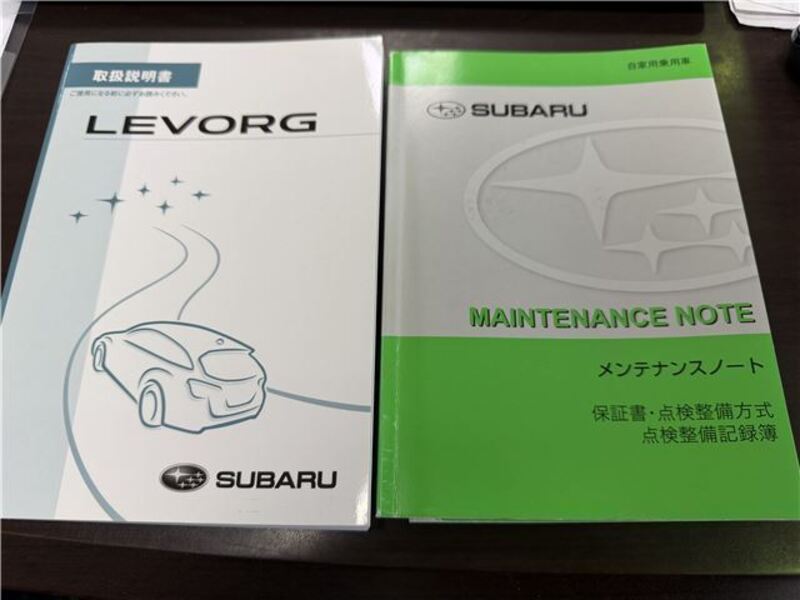 取扱説明書
ご使用になる前に必ずお読みください。
LEVORG
SUBARU
自家用乗用車
SUBARU
MAINTENANCE NOTE
メンテナンスノート
保証書・点検整備方式
点検整備記録簿